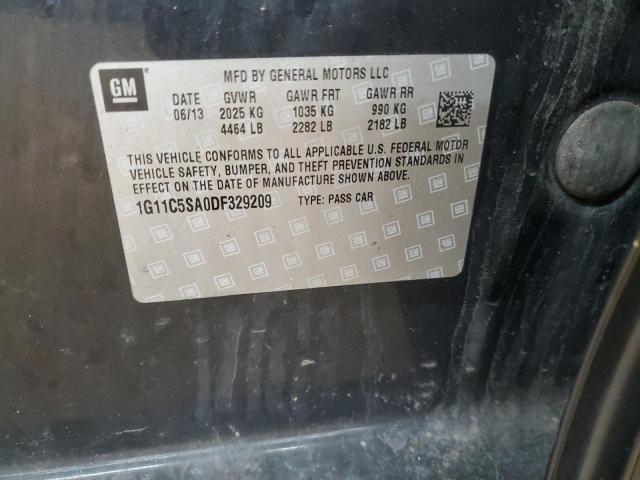 GM
MFD BY GENERAL MOTORS LLC
DATE GVWR GAWR FRT GAWR RR
06/13 2025 KG 1035 KG 990 KG
4464 LB 2282 LB 2182 LB
THIS VEHICLE CONFORMS TO ALL APPLICABLE U.S. FEDERAL MOTOR
VEHICLE SAFETY, BUMPER, AND THEFT PREVENTION STANDARDS IN
EFFECT ON THE DATE OF MANUFACTURE SHOWN ABOVE.
1G11C5SA0DF329209 TYPE: PASS CAR